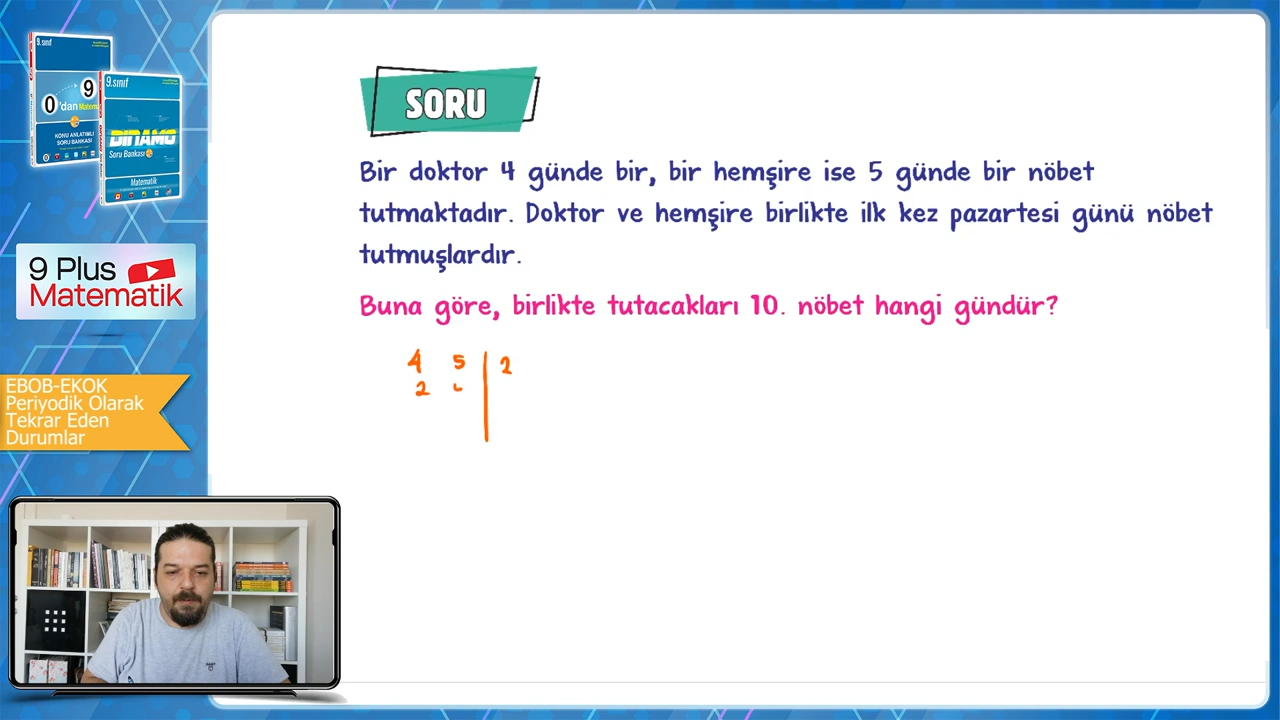 9.sınıf
0 'dan 9 Matematik
KONU ANLATIMLI
SORU BANKASI
9.sınıf
DINAMO
Soru Bankası
Matematik
9 Plus
Matematik
EBOB-EKOK
Periyodik Olarak
Tekrar Eden
Durumlar
SORU
Bir doktor 4 günde bir, bir hemşire ise 5 günde bir nöbet
tutmaktadır. Doktor ve hemşire birlikte ilk kez pazartesi günü nöbet
tutmuşlardır.
Buna göre, birlikte tutacakları 10. nöbet hangi gündür?
4 5 2
2